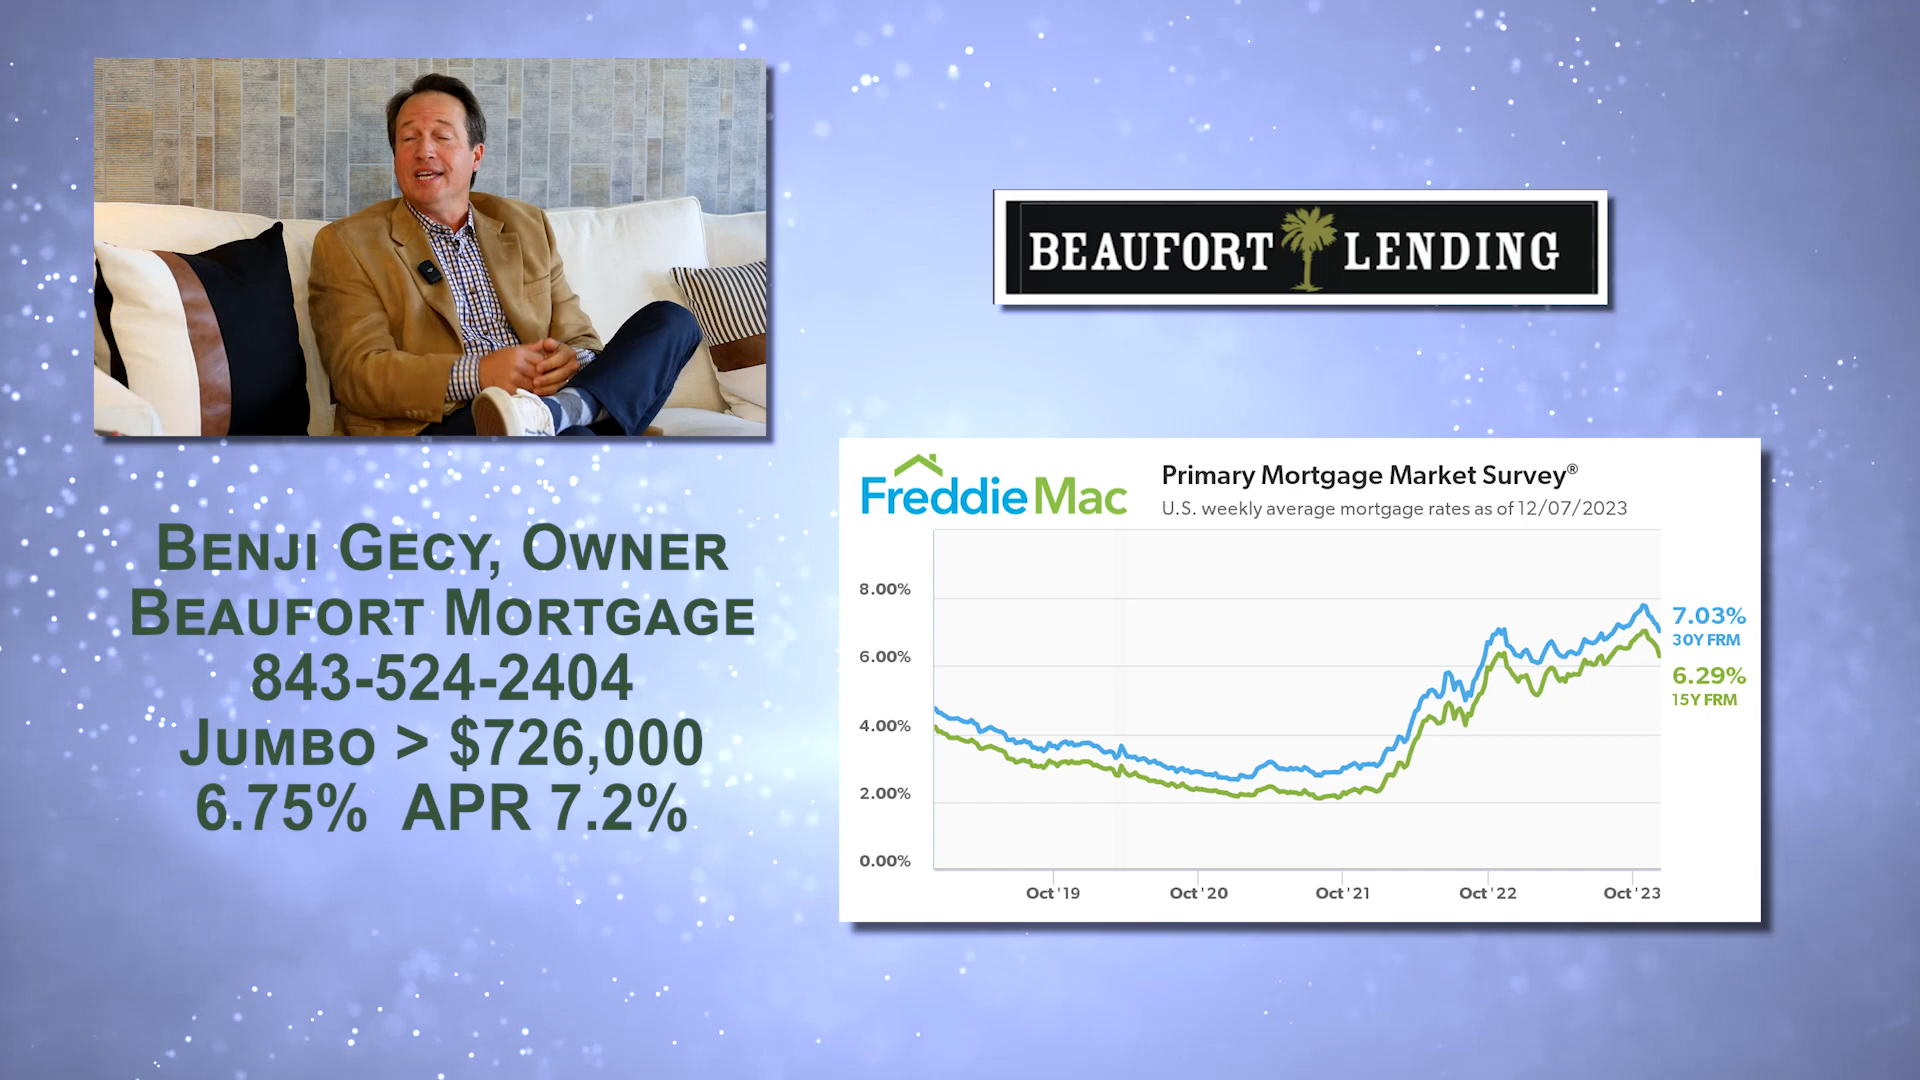 BEAUFORT LENDING
Benji Gecy, Owner
Beaufort Mortgage
843-524-2404
Jumbo > $726,000
6.75% APR 7.2%
Freddie Mac
Primary Mortgage Market Survey®
U.S. weekly average mortgage rates as of 12/07/2023
8.00%
6.00%
4.00%
2.00%
0.00%
7.03%
30Y FRM
6.29%
15Y FRM
Oct'19
Oct'20
Oct'21
Oct'22
Oct'23